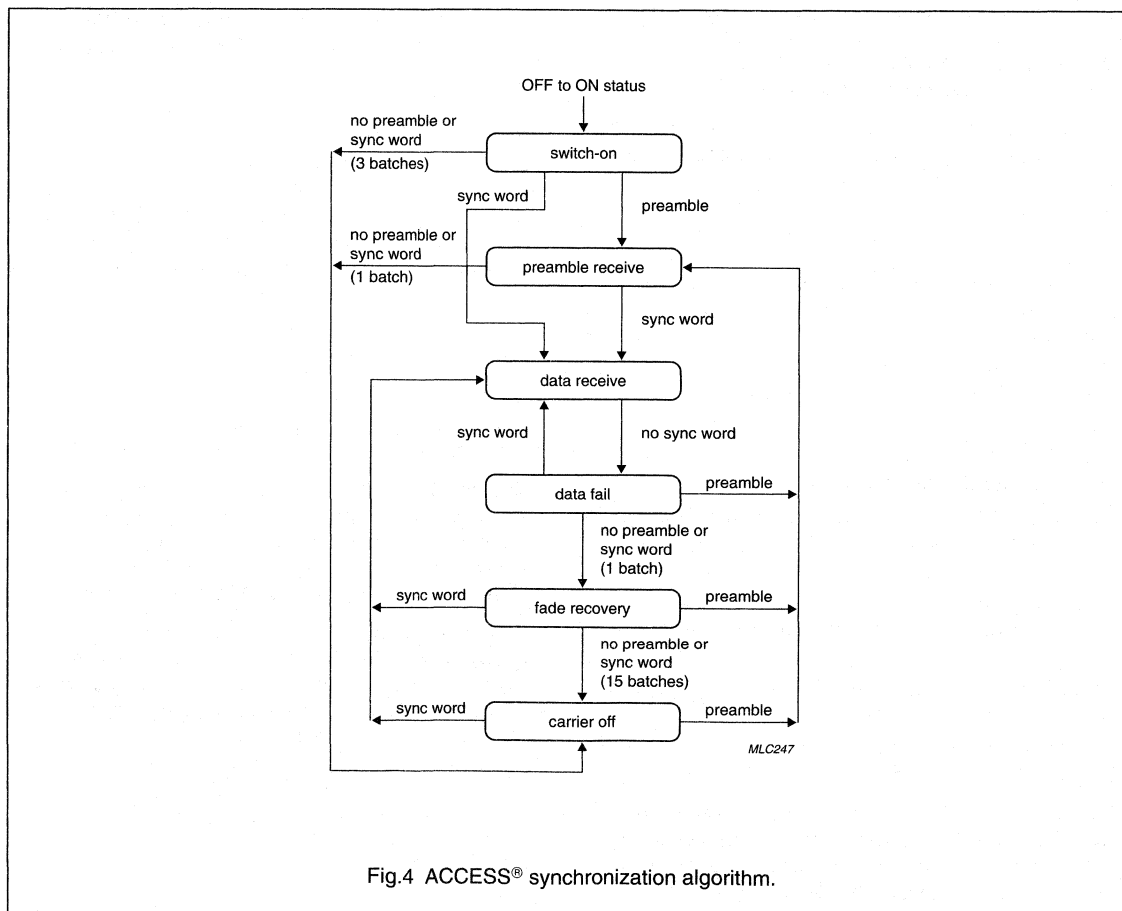 OFF to ON status
no preamble or
sync word
(3 batches)
switch-on
sync word
preamble
no preamble or
sync word
(1 batch)
preamble receive
sync word
data receive
sync word
no sync word
data fail
preamble
no preamble or
sync word
(1 batch)
sync word
fade recovery
preamble
no preamble or
sync word
(15 batches)
sync word
carrier off
preamble
MLC247
Fig.4 ACCESS® synchronization algorithm.